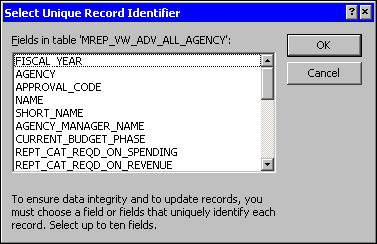 Select Unique Record Identifier
Fields in table 'MREP_VW_ADV_ALL_AGENCY':
OK
Cancel
FISCAL_YEAR
AGENCY
APPROVAL_CODE
NAME
SHORT_NAME
AGENCY_MANAGER_NAME
CURRENT_BUDGET_PHASE
REPT_CAT_REQD_ON_SPENDING
REPT_CAT_REQD_ON_REVENUE
To ensure data integrity and to update records, you
must choose a field or fields that uniquely identify each
record. Select up to ten fields.